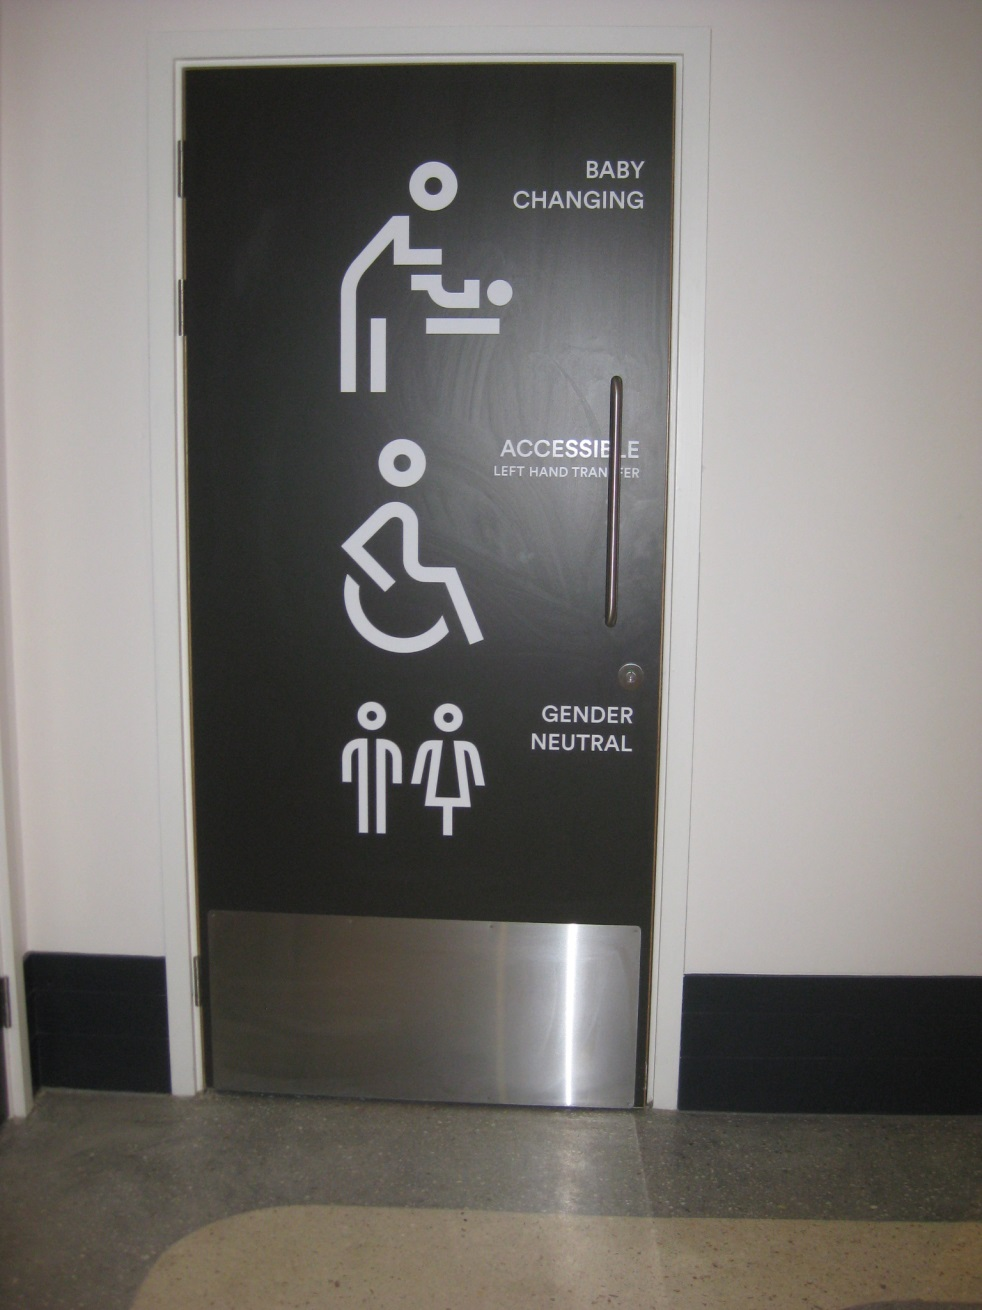 BABY
CHANGING
ACCESSIBLE
LEFT HAND TRANSFER
GENDER
NEUTRAL